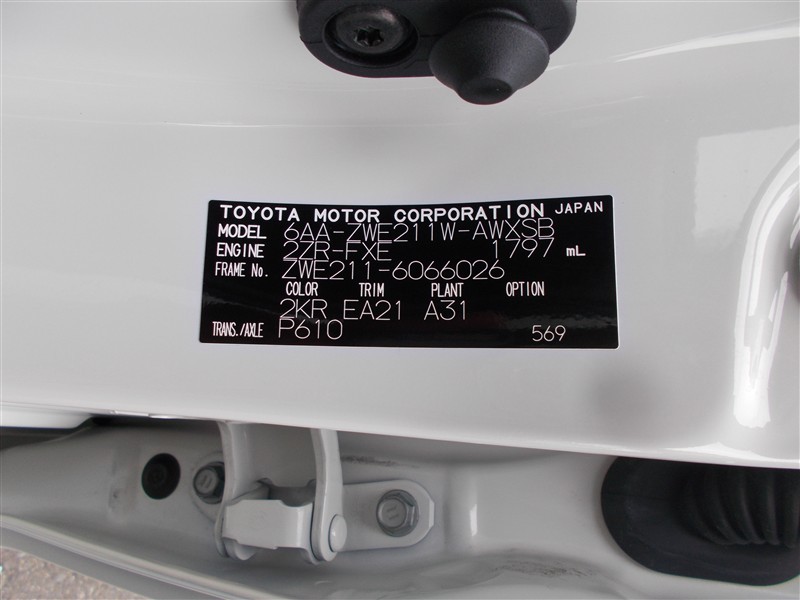 TOYOTA MOTOR CORPORATION JAPAN
MODEL 6AA-ZWE211W-AWXSB
ENGINE 2ZR-FXE 1797 mL
FRAME No. ZWE211-6066026
COLOR TRIM PLANT OPTION
2KR EA21 A31
TRANS./AXLE P610 569